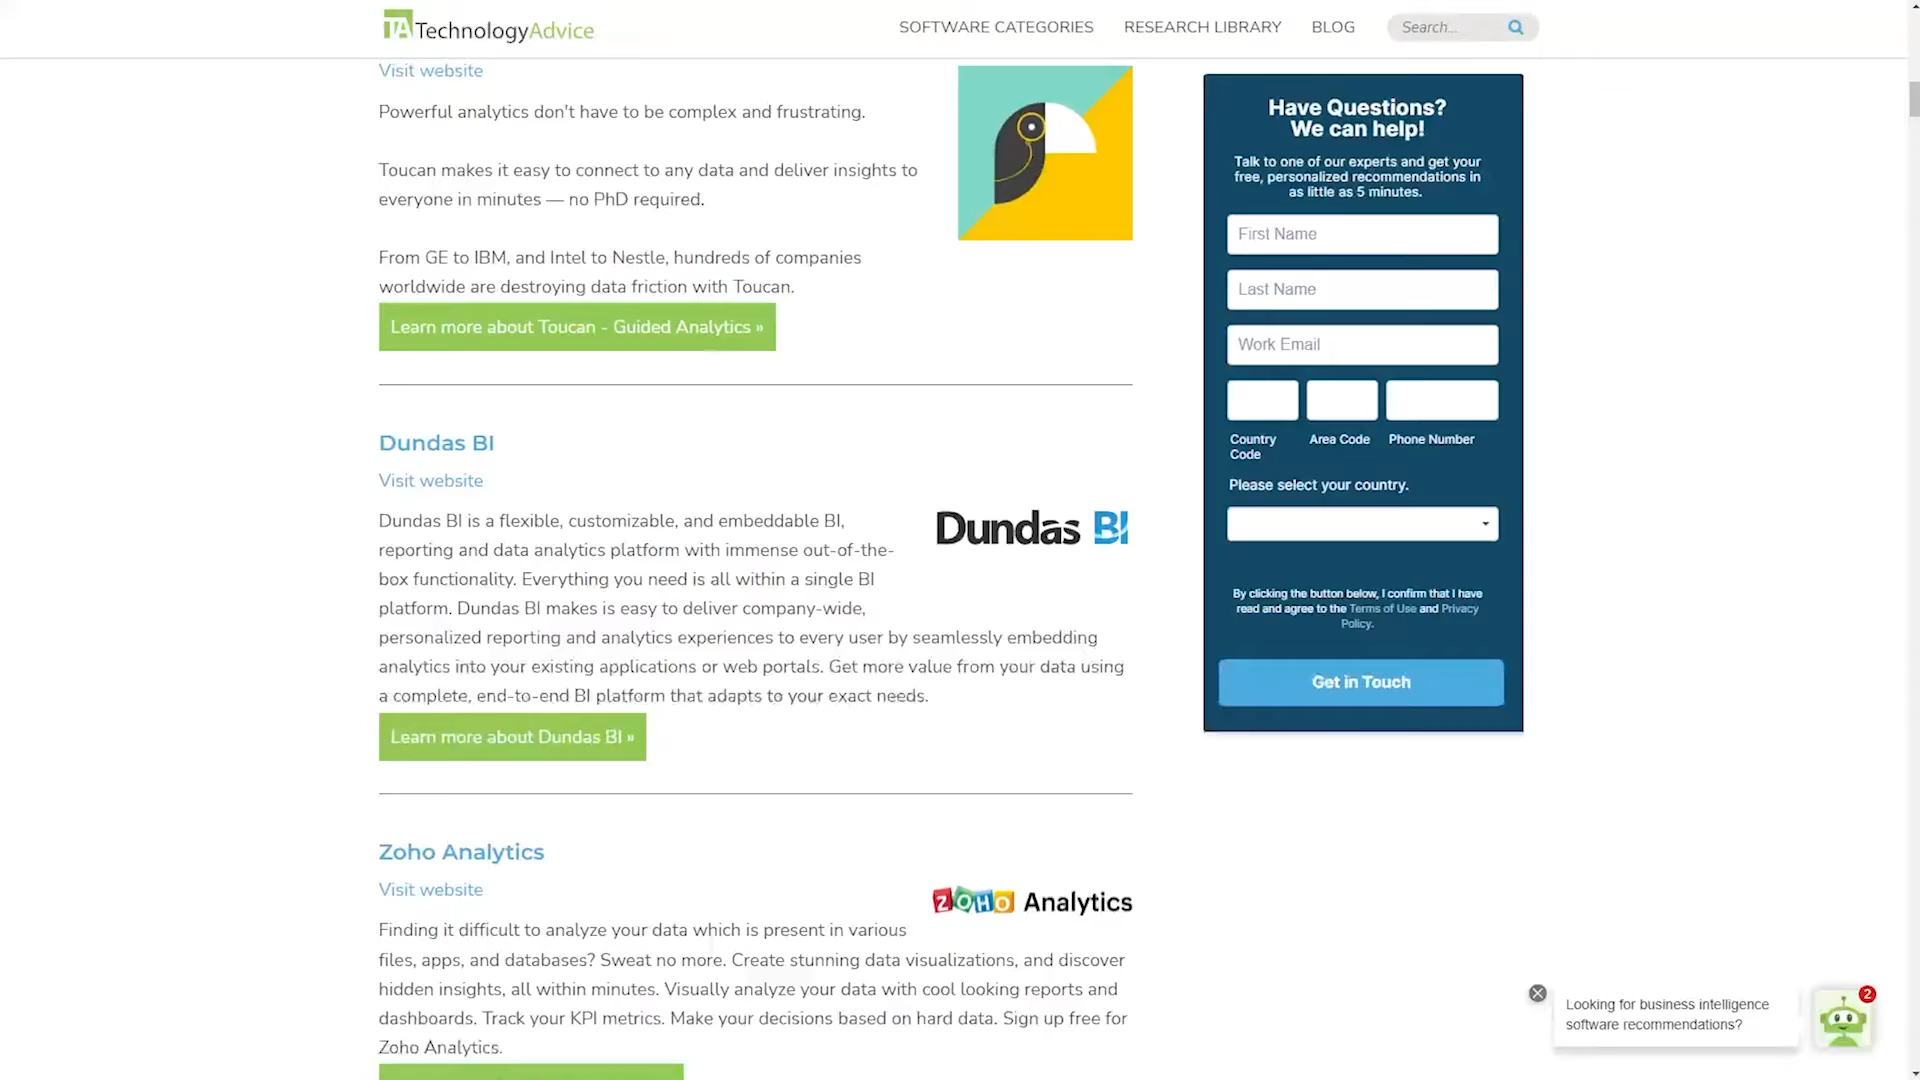 TA TechnologyAdvice
SOFTWARE CATEGORIES
RESEARCH LIBRARY
BLOG
Search...
Visit website
Powerful analytics don't have to be complex and frustrating.
Toucan makes it easy to connect to any data and deliver insights to
everyone in minutes — no PhD required.
From GE to IBM, and Intel to Nestle, hundreds of companies
worldwide are destroying data friction with Toucan.
Learn more about Toucan - Guided Analytics »
Dundas BI
Visit website
Dundas BI
Dundas BI is a flexible, customizable, and embeddable BI,
reporting and data analytics platform with immense out-of-the-
box functionality. Everything you need is all within a single BI
platform. Dundas BI makes is easy to deliver company-wide,
personalized reporting and analytics experiences to every user by seamlessly embedding
analytics into your existing applications or web portals. Get more value from your data using
a complete, end-to-end BI platform that adapts to your exact needs.
Learn more about Dundas BI »
Zoho Analytics
Visit website
ZOHO Analytics
Finding it difficult to analyze your data which is present in various
files, apps, and databases? Sweat no more. Create stunning data visualizations, and discover
hidden insights, all within minutes. Visually analyze your data with cool looking reports and
dashboards. Track your KPI metrics. Make your decisions based on hard data. Sign up free for
Zoho Analytics.
Have Questions?
We can help!
Talk to one of our experts and get your
free, personalized recommendations in
as little as 5 minutes.
First Name
Last Name
Work Email
Country
Code
Area Code
Phone Number
Please select your country.
By clicking the button below, I confirm that I have
read and agree to the Terms of Use and Privacy
Policy.
Get in Touch
Looking for business intelligence
software recommendations?
2